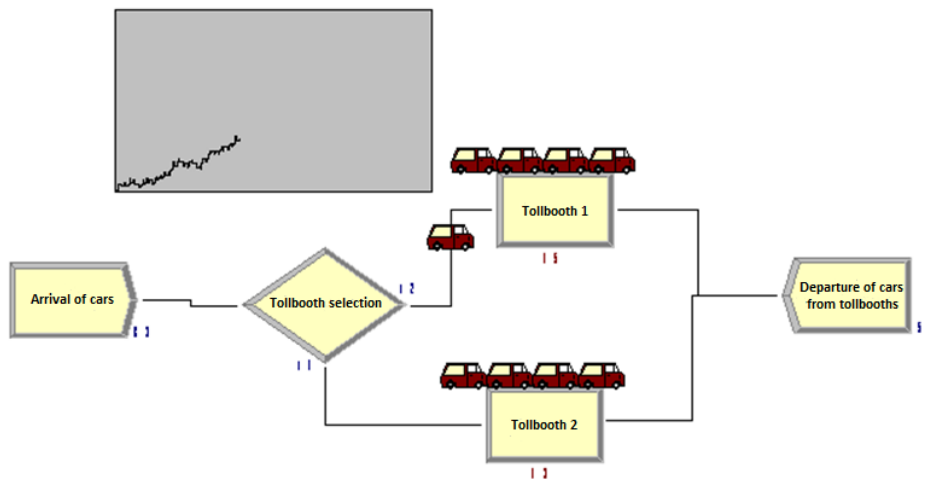 Tollbooth 1
Arrival of cars
Tollbooth selection
Departure of cars
from tollbooths
Tollbooth 2